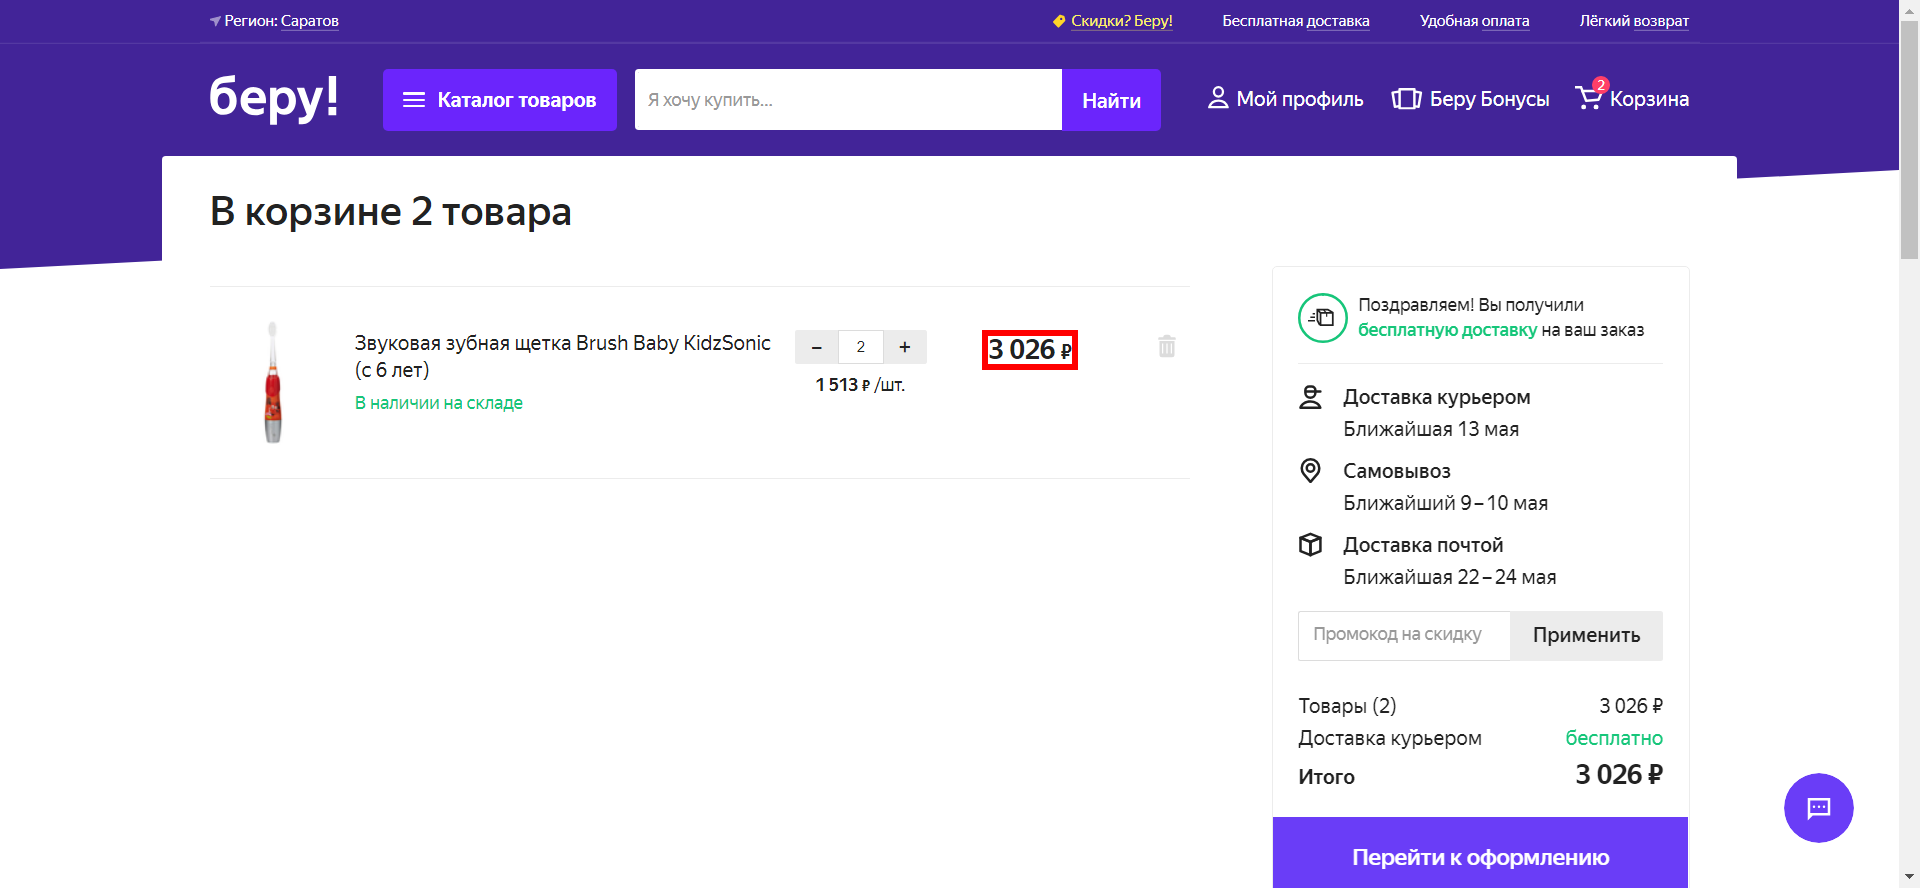 Регион: Саратов
Скидки? Беру!
Бесплатная доставка
Удобная оплата
Лёгкий возврат
беру!
Каталог товаров
Я хочу купить...
Найти
Мой профиль
Беру Бонусы
2
Корзина
В корзине 2 товара
Звуковая зубная щетка Brush Baby KidzSonic
(с 6 лет)
В наличии на складе
– 2 +
1 513 ₽ /шт.
3 026 ₽
Поздравляем! Вы получили
бесплатную доставку на ваш заказ
Доставка курьером
Ближайшая 13 мая
Самовывоз
Ближайший 9 – 10 мая
Доставка почтой
Ближайшая 22 – 24 мая
Промокод на скидку
Применить
Товары (2) 3 026 ₽
Доставка курьером бесплатно
Итого 3 026 ₽
Перейти к оформлению